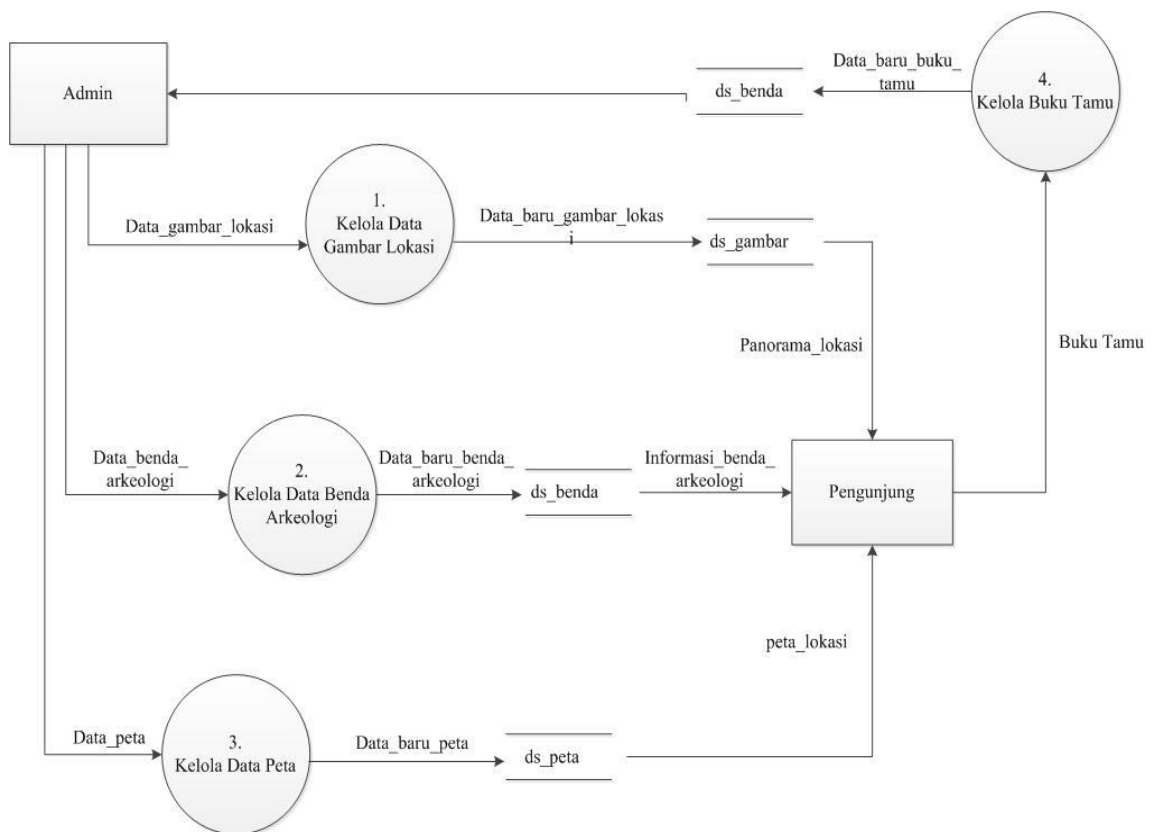 Admin
ds_benda
Data_baru_buku_
tamu
4.
Kelola Buku Tamu
Data_gambar_lokasi
1.
Kelola Data
Gambar Lokasi
Data_baru_gambar_lokas
i
ds_gambar
Panorama_lokasi
Buku Tamu
Data_benda_
arkeologi
2.
Kelola Data Benda
Arkeologi
Data_baru_benda_
arkeologi
ds_benda
Informasi_benda_
arkeologi
Pengunjung
peta_lokasi
Data_peta
3.
Kelola Data Peta
Data_baru_peta
ds_peta